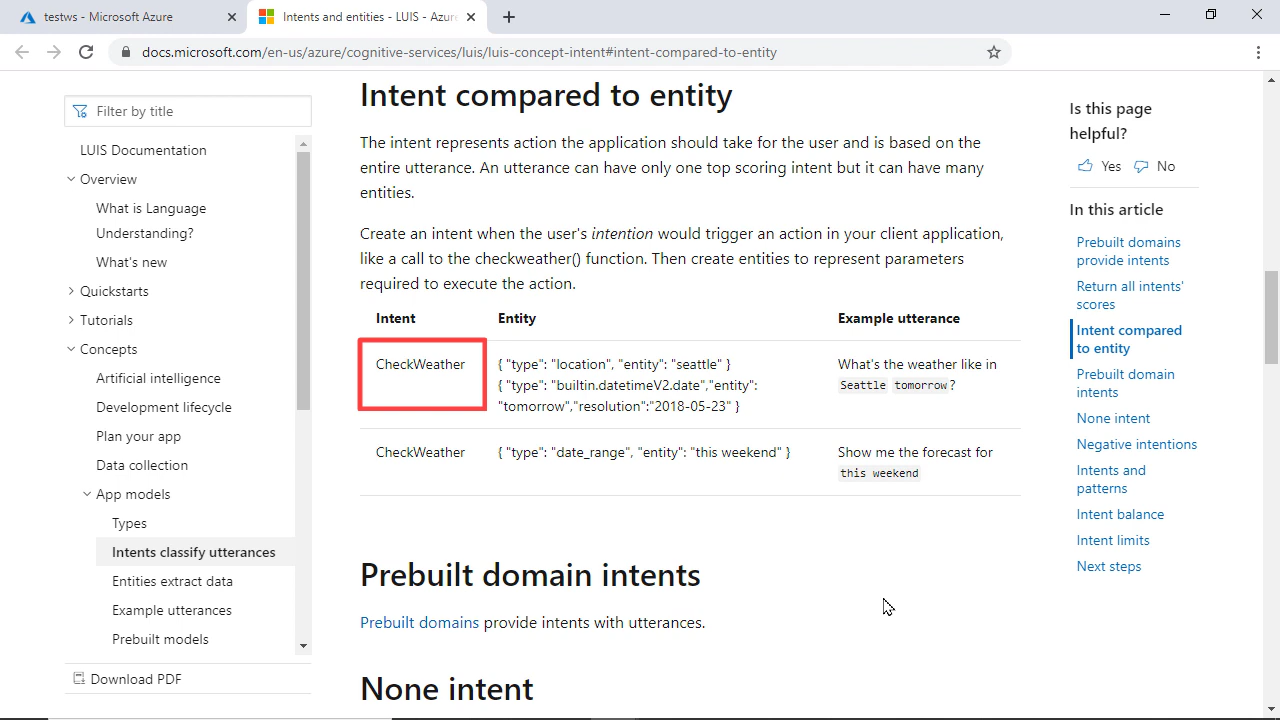 testws - Microsoft Azure
Intents and entities - LUIS - Azure
docs.microsoft.com/en-us/azure/cognitive-services/luis/luis-concept-intent#intent-compared-to-entity
Filter by title
LUIS Documentation
Overview
What is Language
Understanding?
What's new
Quickstarts
Tutorials
Concepts
Artificial intelligence
Development lifecycle
Plan your app
Data collection
App models
Types
Intents classify utterances
Entities extract data
Example utterances
Prebuilt models
Download PDF
Intent compared to entity
The intent represents action the application should take for the user and is based on the
entire utterance. An utterance can have only one top scoring intent but it can have many
entities.
Create an intent when the user's intention would trigger an action in your client application,
like a call to the checkweather() function. Then create entities to represent parameters
required to execute the action.
Intent Entity Example utterance
CheckWeather { "type": "location", "entity": "seattle" } What's the weather like in
{ "type": "builtin.datetimeV2.date","entity": Seattle tomorrow?
"tomorrow","resolution":"2018-05-23" }
CheckWeather { "type": "date_range", "entity": "this weekend" } Show me the forecast for
this weekend
Prebuilt domain intents
Prebuilt domains provide intents with utterances.
None intent
Is this page
helpful?
Yes No
In this article
Prebuilt domains
provide intents
Return all intents'
scores
Intent compared
to entity
Prebuilt domain
intents
None intent
Negative intentions
Intents and
patterns
Intent balance
Intent limits
Next steps